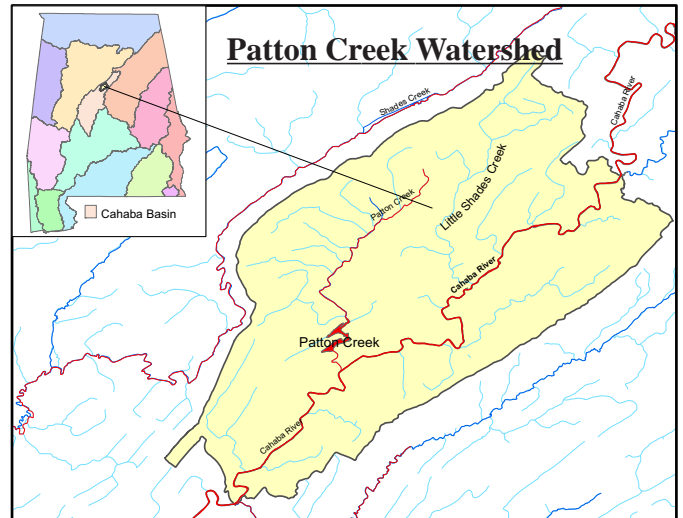 Patton Creek Watershed
Cahaba River
Shades Creek
Patton Creek
Little Shades Creek
Cahaba Basin
Cahaba River
Patton Creek
Cahaba River